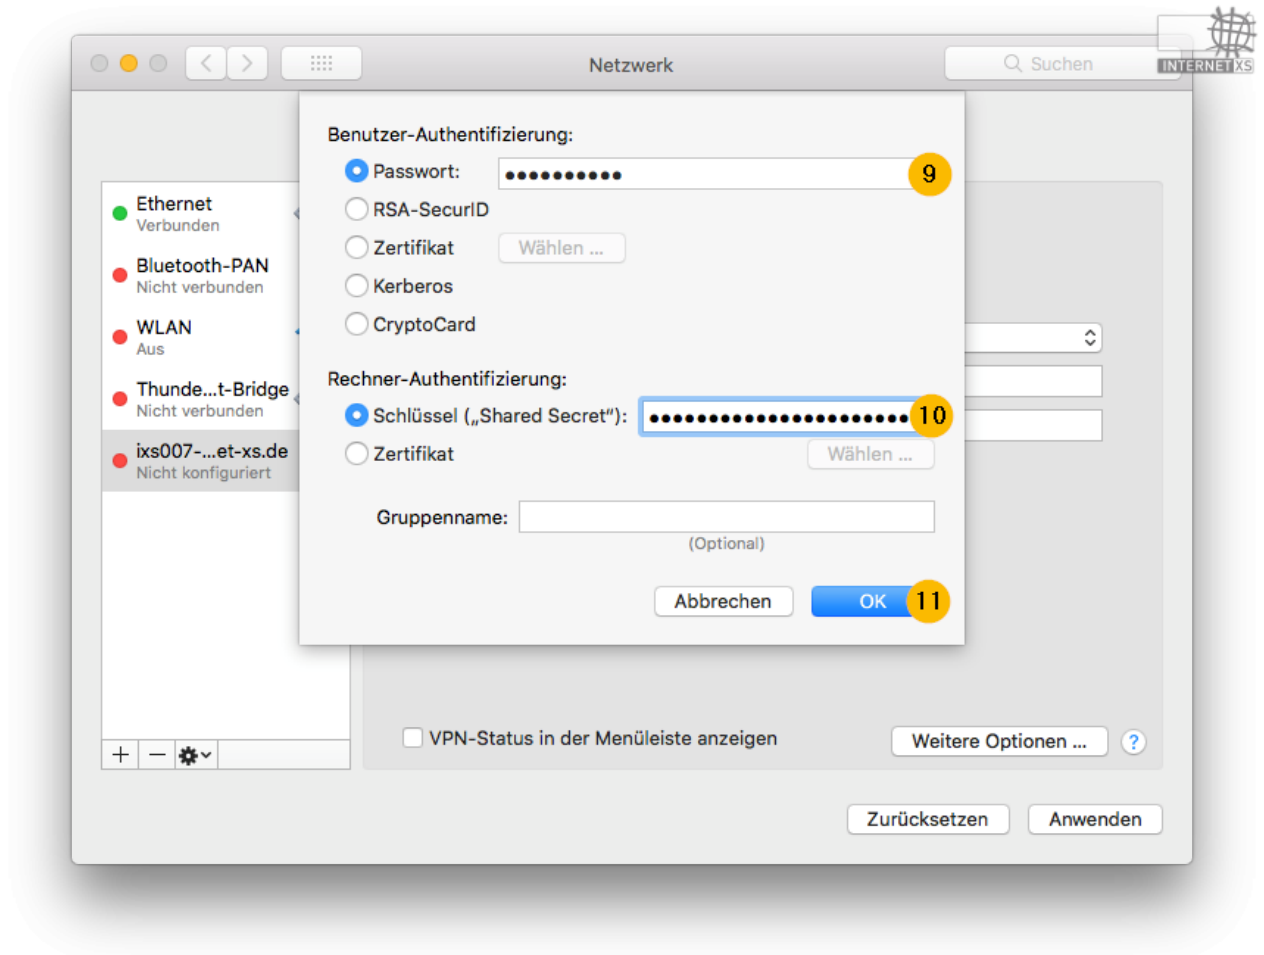 Netzwerk
Suchen
INTERNET XS
Benutzer-Authentifizierung:
Passwort: ●●●●●●●●●● 9
RSA-SecurID
Zertifikat Wählen ...
Kerberos
CryptoCard
Rechner-Authentifizierung:
Schlüssel („Shared Secret“): ●●●●●●●●●●●●●●●●●●●●●● 10
Zertifikat Wählen ...
Gruppenname:
(Optional)
Abbrechen OK 11
Ethernet
Verbunden
Bluetooth-PAN
Nicht verbunden
WLAN
Aus
Thunde...t-Bridge
Nicht verbunden
ixs007-...et-xs.de
Nicht konfiguriert
VPN-Status in der Menüleiste anzeigen
Weitere Optionen ... ?
Zurücksetzen Anwenden